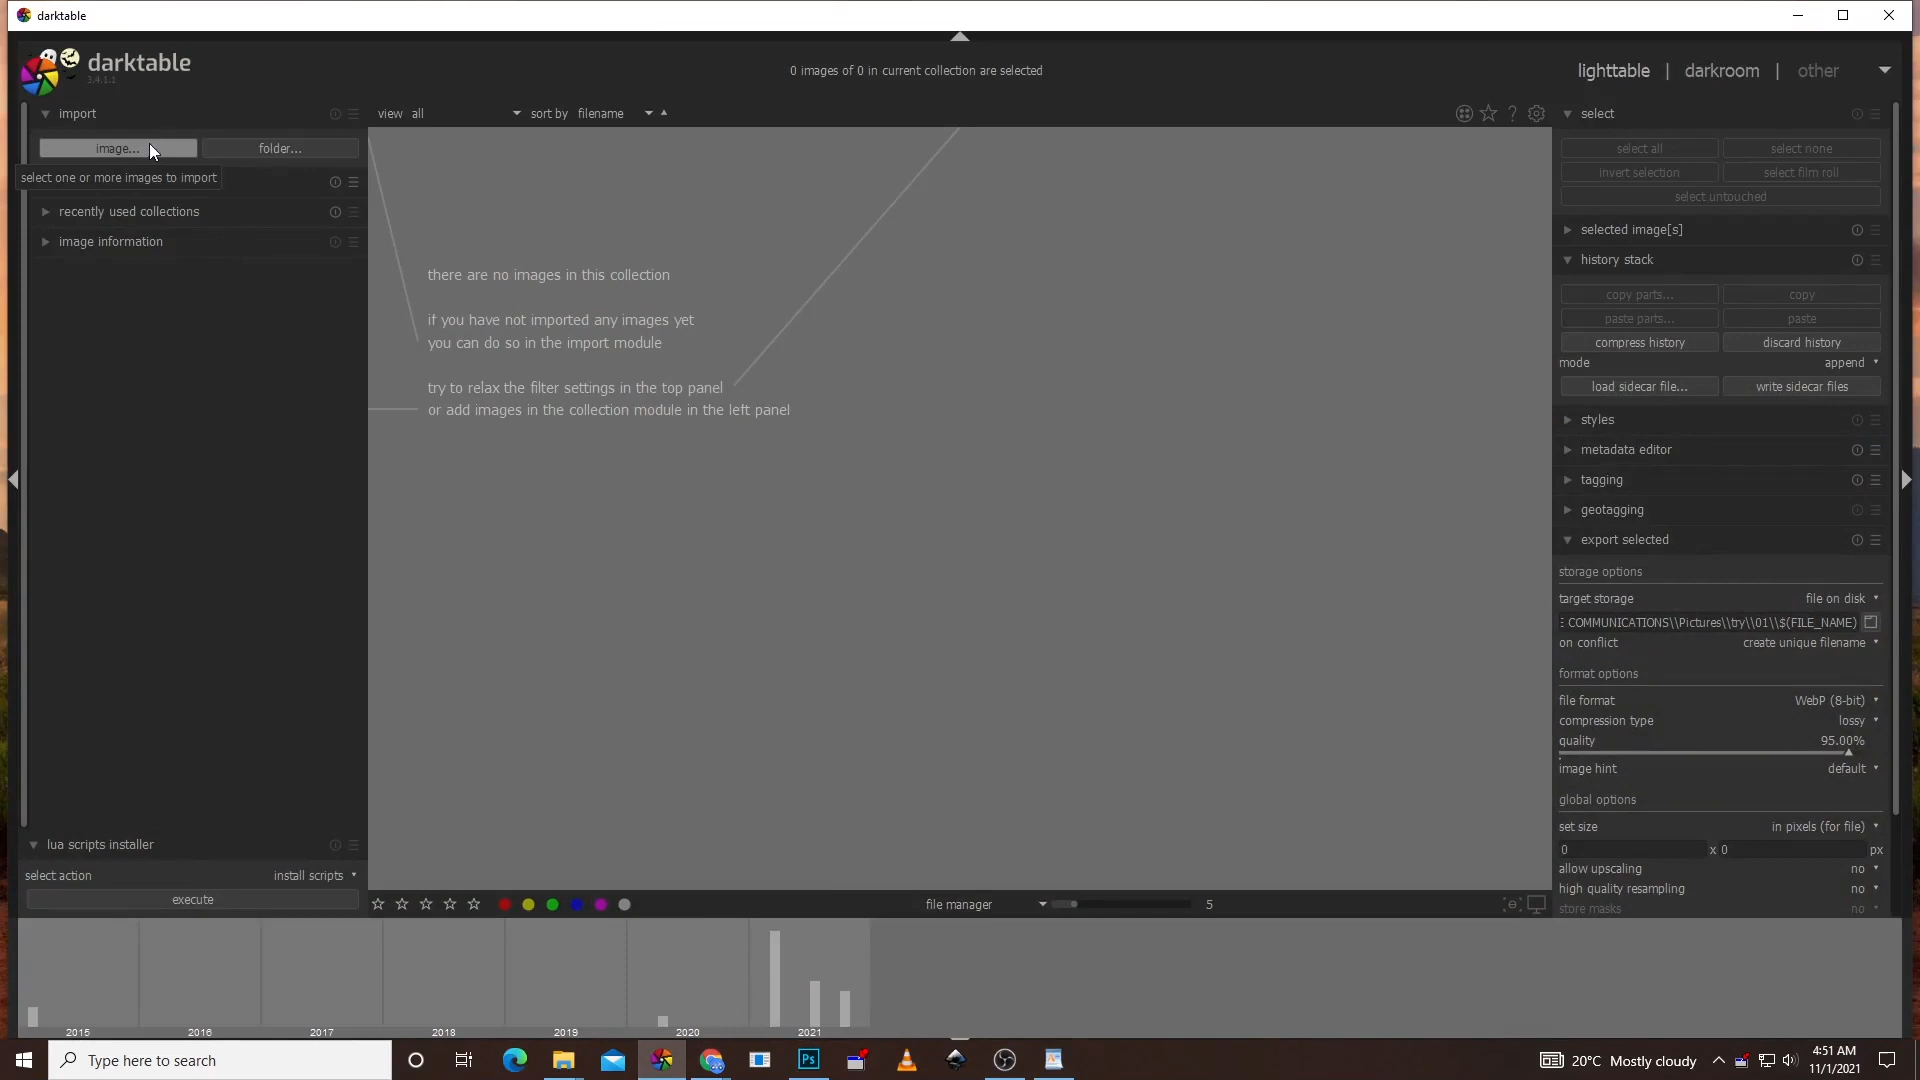 darktable
darktable
3.4.1.1
0 images of 0 in current collection are selected
lighttable | darkroom | other
import
view all
sort by filename
select
image...
folder...
select one or more images to import
recently used collections
image information
there are no images in this collection
if you have not imported any images yet
you can do so in the import module
try to relax the filter settings in the top panel
or add images in the collection module in the left panel
select all
select none
invert selection
select film roll
select untouched
selected image[s]
history stack
copy parts...
copy
paste parts...
paste
compress history
discard history
mode
append
load sidecar file...
write sidecar files
styles
metadata editor
tagging
geotagging
export selected
storage options
target storage
file on disk
COMMUNICATIONS\\Pictures\\try\\01\\$(FILE_NAME)
on conflict
create unique filename
format options
file format
WebP (8-bit)
compression type
lossy
quality
95.00%
image hint
default
global options
set size
in pixels (for file)
0 x 0 px
allow upscaling
no
high quality resampling
no
store masks
no
lua scripts installer
select action
install scripts
execute
file manager
5
2015
2016
2017
2018
2019
2020
2021
Type here to search
Ps
20°C Mostly cloudy
4:51 AM
11/1/2021